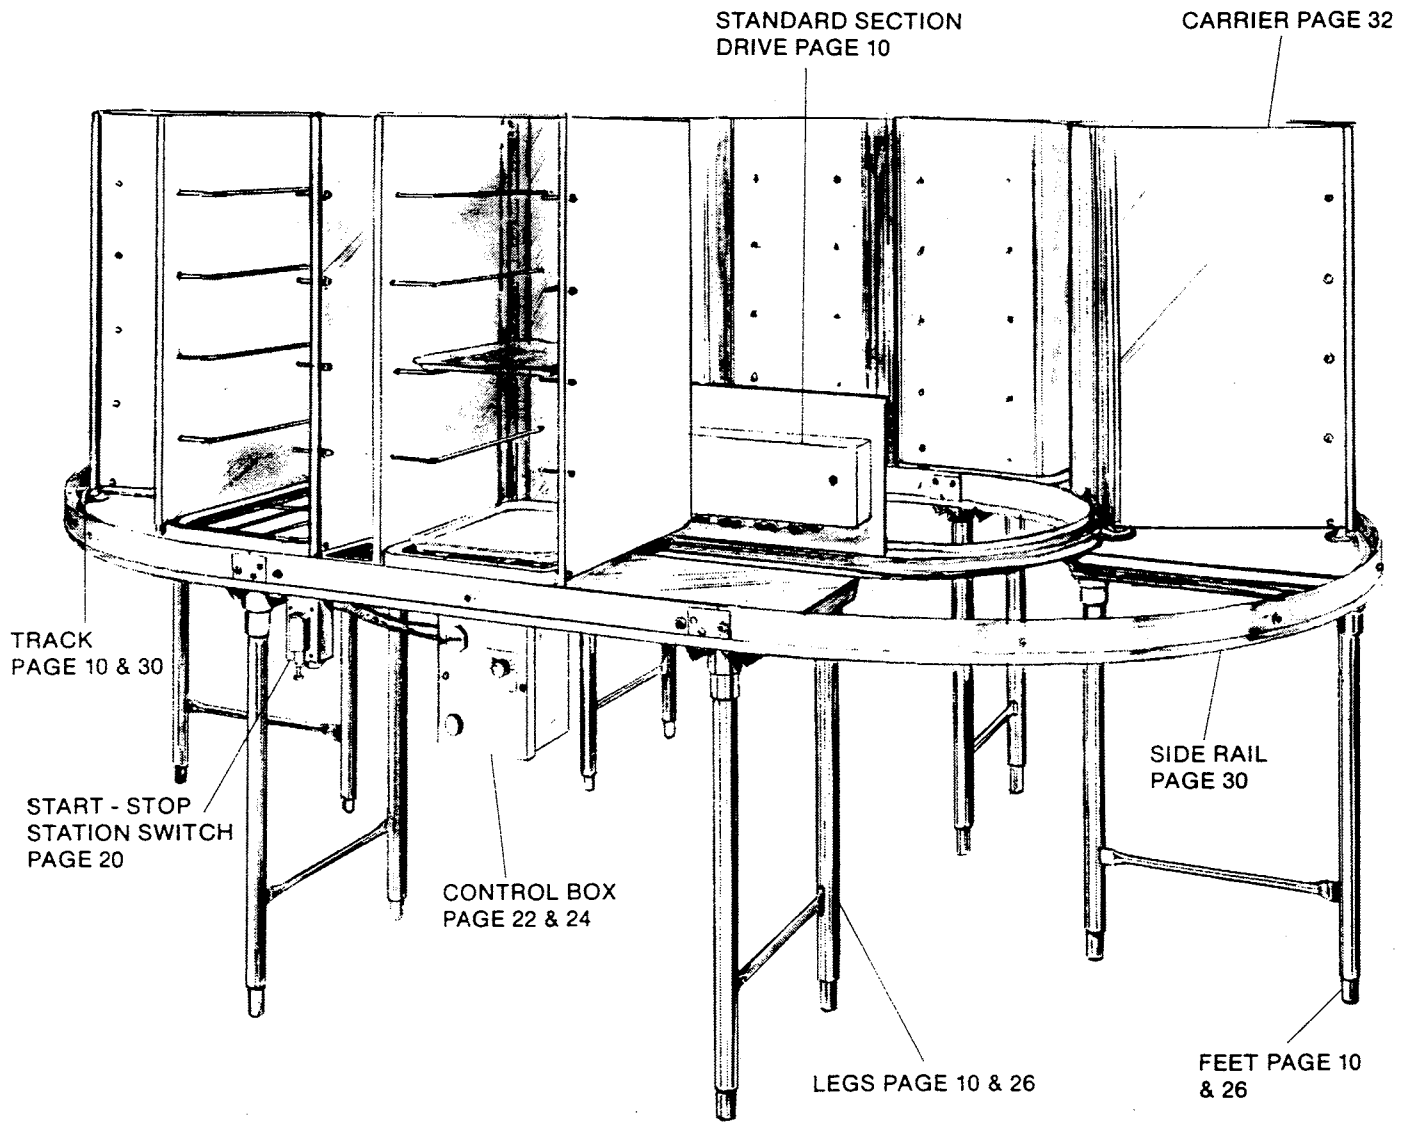 STANDARD SECTION
DRIVE PAGE 10
CARRIER PAGE 32
TRACK
PAGE 10 & 30
SIDE RAIL
PAGE 30
START - STOP
STATION SWITCH
PAGE 20
CONTROL BOX
PAGE 22 & 24
LEGS PAGE 10 & 26
FEET PAGE 10
& 26